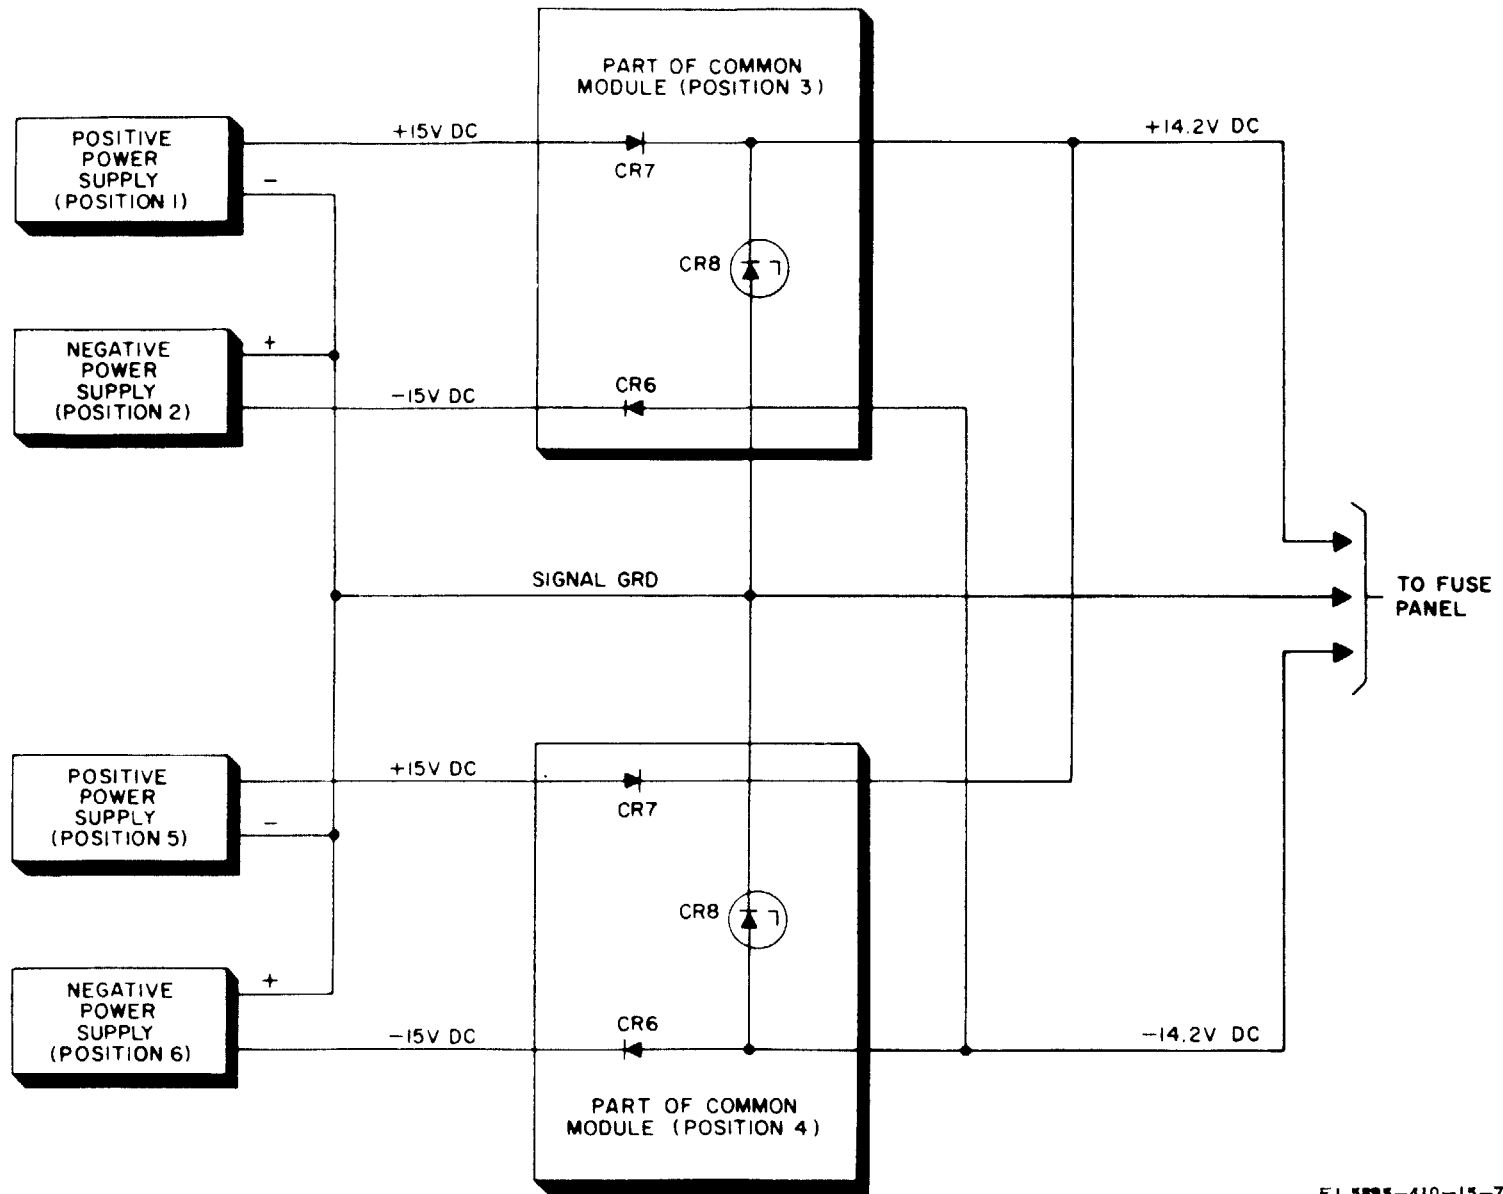 PART OF COMMON
MODULE (POSITION 3)
POSITIVE
POWER
SUPPLY
(POSITION 1)
+15V DC
-
CR7
+14.2V DC
CR8
NEGATIVE
POWER
SUPPLY
(POSITION 2)
+
-15V DC
CR6
SIGNAL GRD
TO FUSE
PANEL
POSITIVE
POWER
SUPPLY
(POSITION 5)
+15V DC
-
CR7
CR8
NEGATIVE
POWER
SUPPLY
(POSITION 6)
+
-15V DC
CR6
-14.2V DC
PART OF COMMON
MODULE (POSITION 4)